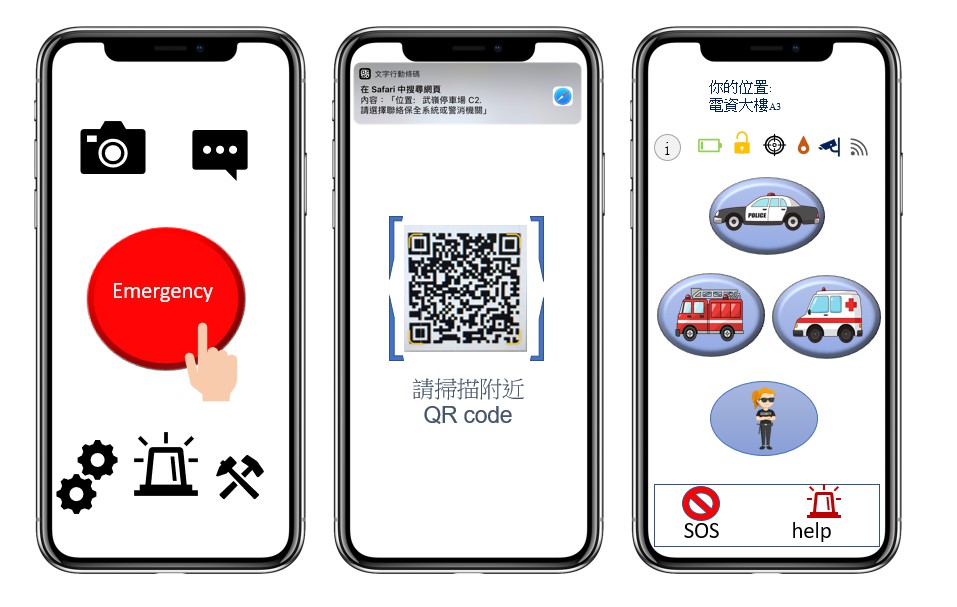 Emergency
文字行動條碼
在 Safari 中搜尋網頁
內容：「位置: 武嶺停車場 C2.
請選擇聯絡保全系統或警消機關」
請掃描附近
QR code
你的位置:
電資大樓A3
i
POLICE
SOS
help